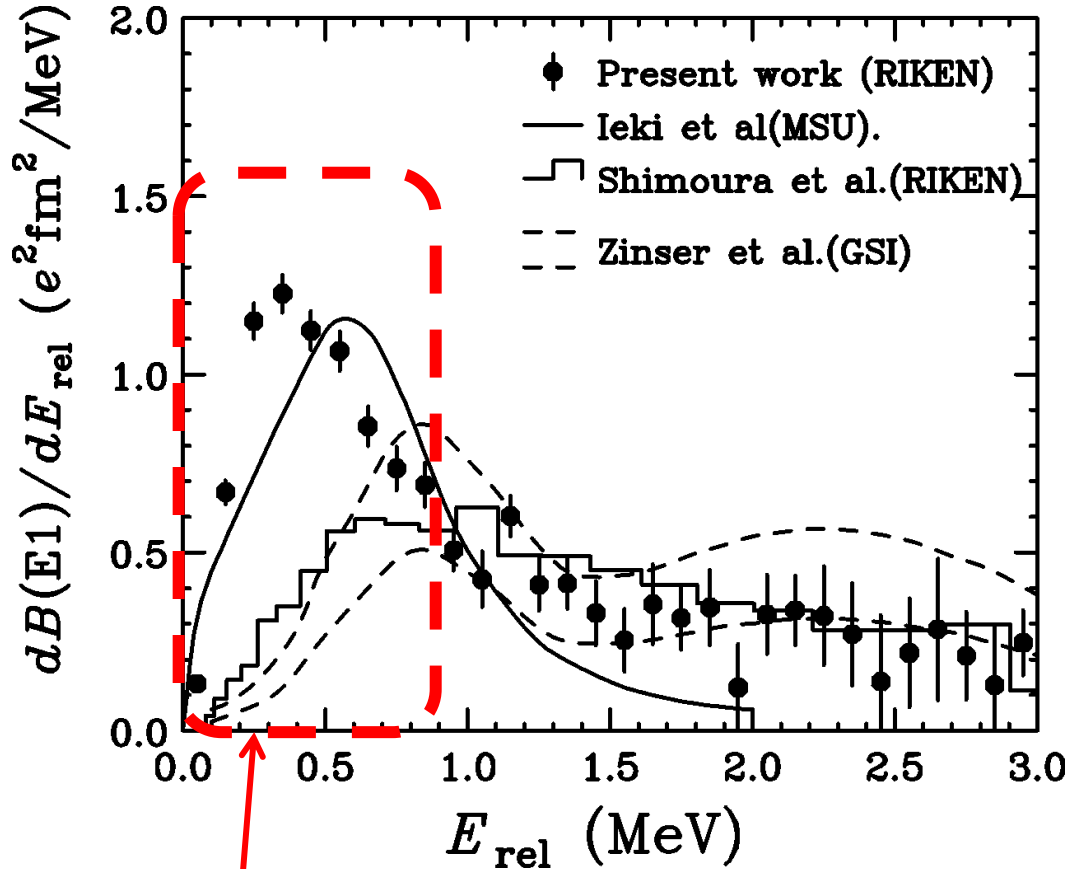 2.0
1.5
1.0
0.5
0.0
dB(E1)/dE_rel (e²fm²/MeV)
Present work (RIKEN)
Ieki et al(MSU).
Shimoura et al.(RIKEN)
Zinser et al.(GSI)
0.0 0.5 1.0 1.5 2.0 2.5 3.0
E_rel (MeV)